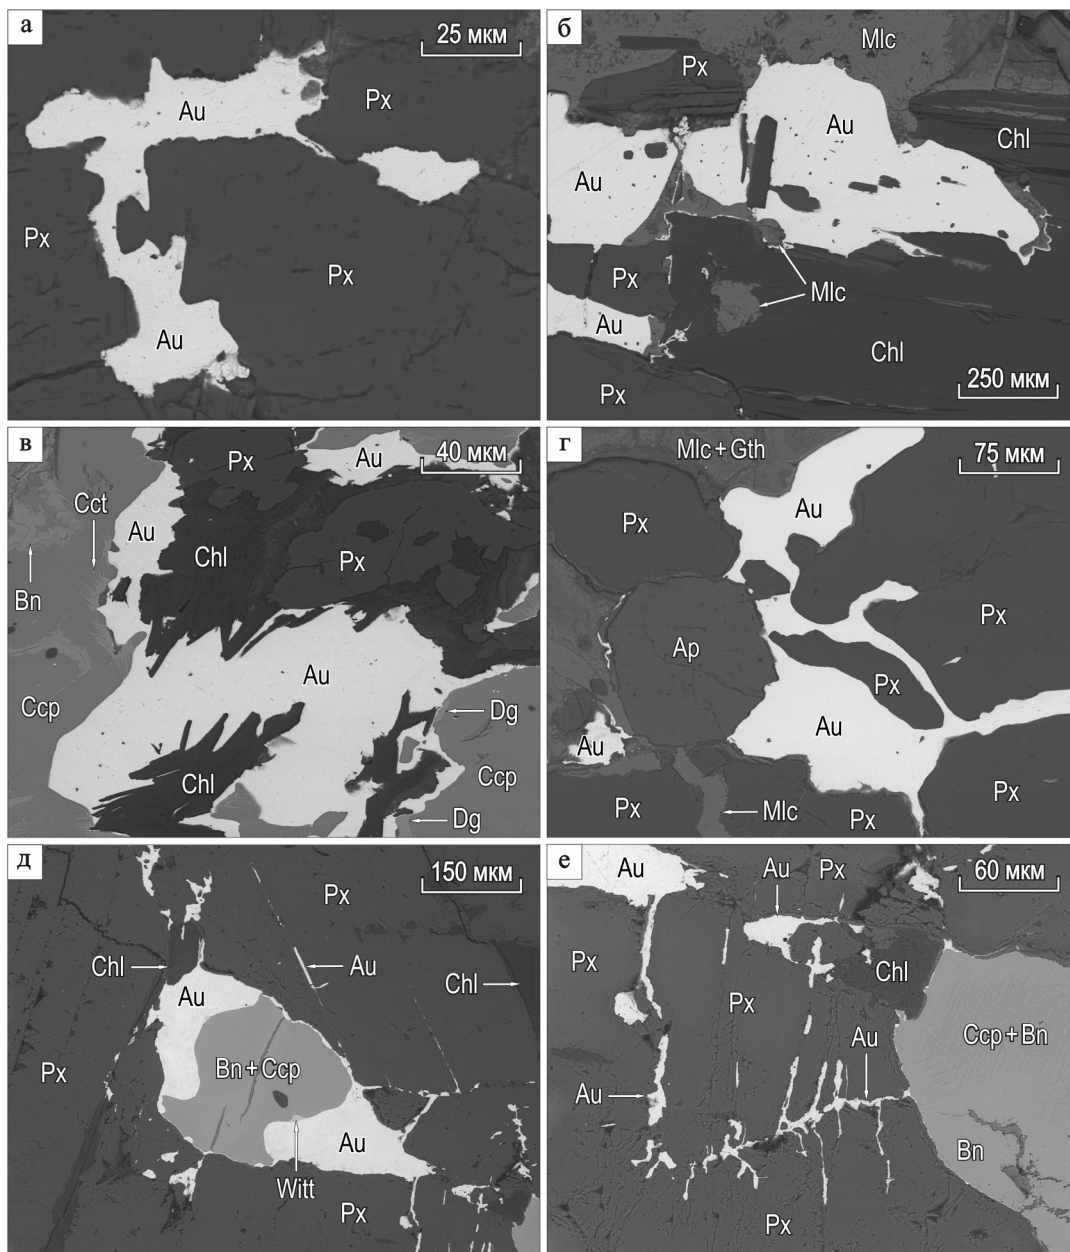 а
25 мкм
Au
Px
Px
Px
Au
б
Mlc
Px
Au
Chl
Au
Px
Mlc
Au
Chl
Px
250 мкм
в
Px
Au
40 мкм
Cct
Au
Chl
Px
Bn
Au
Ccp
Dg
Chl
Ccp
Dg
г
Mlc + Gth
75 мкм
Au
Px
Px
Ap
Px
Au
Au
Px
Px
Mlc
Px
д
150 мкм
Px
Chl
Au
Au
Chl
Px
Bn + Ccp
Au
Witt
Px
е
Au
Au
Px
60 мкм
Px
Chl
Px
Ccp + Bn
Au
Au
Bn
Px